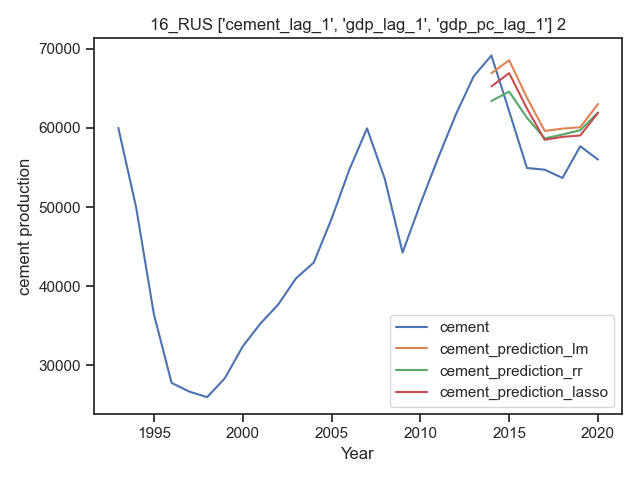 16_RUS ['cement_lag_1', 'gdp_lag_1', 'gdp_pc_lag_1'] 2
70000
60000
50000
40000
30000
cement production
cement
cement_prediction_lm
cement_prediction_rr
cement_prediction_lasso
1995 2000 2005 2010 2015 2020
Year